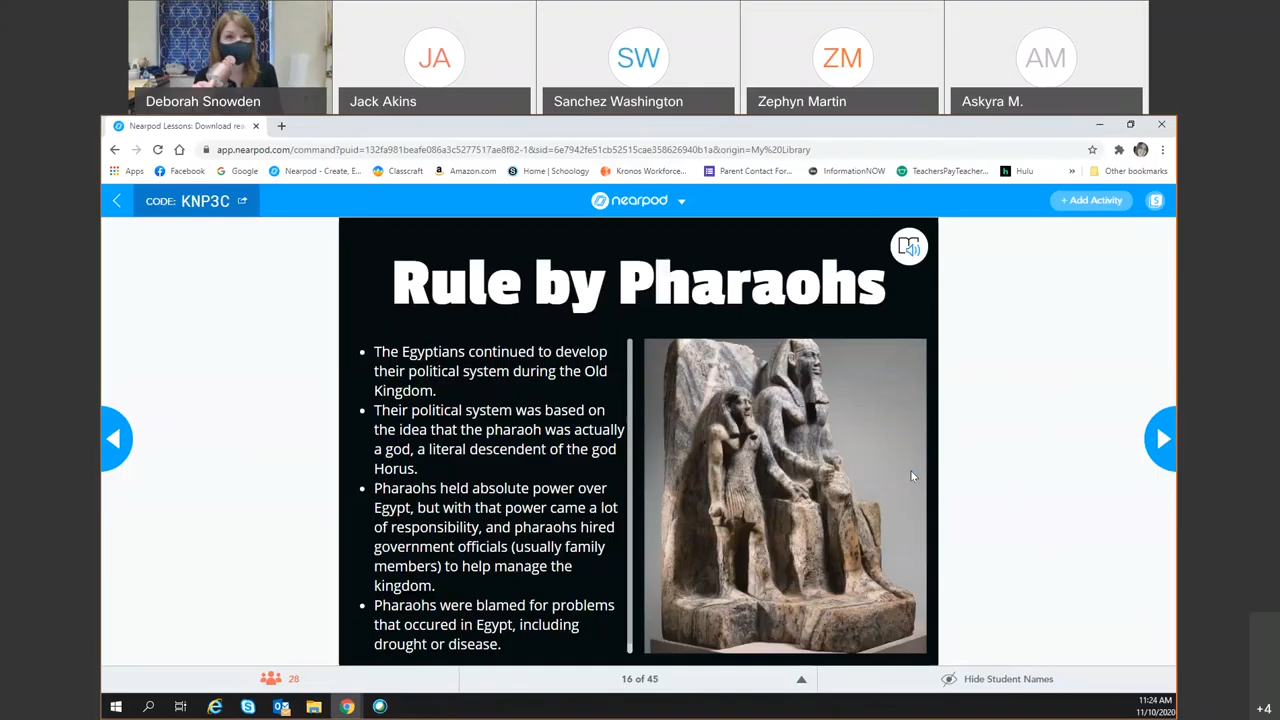 JA
SW
ZM
AM
Deborah Snowden
Jack Akins
Sanchez Washington
Zephyn Martin
Askyra M.
Nearpod Lessons: Download rea
app.nearpod.com/command?puid=132fa981beafe086a3c5277517ae8f82-1&sid=6e7942fe51cb52515cae358626940b1a&origin=My%20Library
Apps
Facebook
Google
Nearpod - Create, E...
Classcraft
Amazon.com
Home | Schoology
Kronos Workforce...
Parent Contact For...
InformationNOW
TeachersPayTeacher...
Hulu
»
Other bookmarks
CODE: KNP3C
nearpod
+ Add Activity
S
Rule by Pharaohs
• The Egyptians continued to develop
their political system during the Old
Kingdom.
• Their political system was based on
the idea that the pharaoh was actually
a god, a literal descendent of the god
Horus.
• Pharaohs held absolute power over
Egypt, but with that power came a lot
of responsibility, and pharaohs hired
government officials (usually family
members) to help manage the
kingdom.
• Pharaohs were blamed for problems
that occured in Egypt, including
drought or disease.
28
16 of 45
Hide Student Names
11:24 AM
11/10/2020
+4